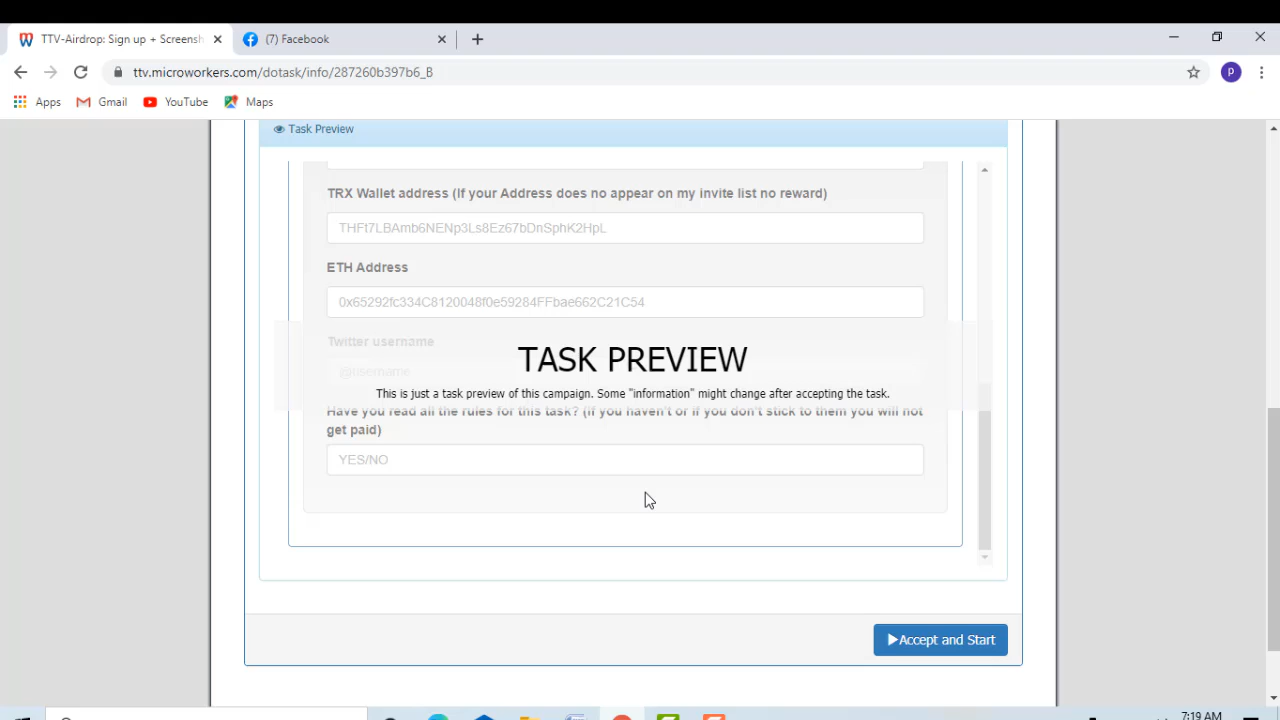 TTV-Airdrop: Sign up + Screensh
(7) Facebook
ttv.microworkers.com/dotask/info/287260b397b6_B
P
Apps
Gmail
YouTube
Maps
Task Preview
TRX Wallet address (If your Address does no appear on my invite list no reward)
THFt7LBAmb6NENp3Ls8Ez67bDnSphK2HpL
ETH Address
0x65292fc334C8120048f0e59284FFbae662C21C54
Twitter username
@username
TASK PREVIEW
This is just a task preview of this campaign. Some "information" might change after accepting the task.
Have you read all the rules for this task? (If you haven't or if you don't stick to them you will not
get paid)
YES/NO
Accept and Start
7:19 AM